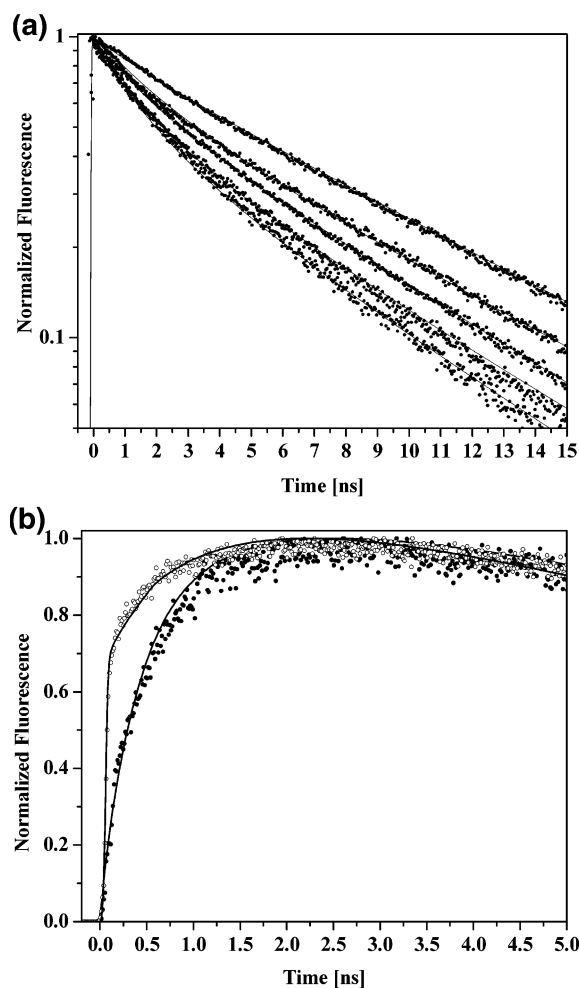 (a)
1
Normalized Fluorescence
0.1
0 1 2 3 4 5 6 7 8 9 10 11 12 13 14 15
Time [ns]
(b)
1.0
0.8
0.6
Normalized Fluorescence
0.4
0.2
0.0
0.0 0.5 1.0 1.5 2.0 2.5 3.0 3.5 4.0 4.5 5.0
Time [ns]